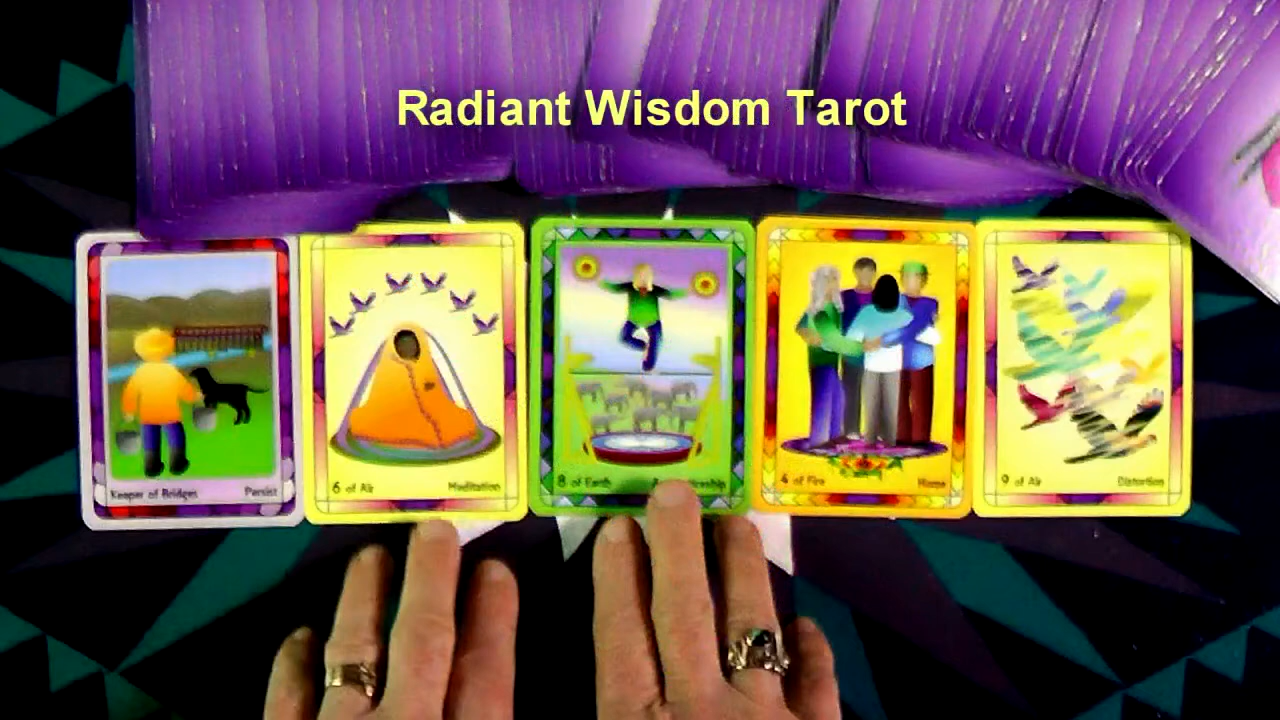 Radiant Wisdom Tarot
Keeper of Bridges Persist
6 of Air Meditation
8 of Earth
4 of Fire Home
9 of Air Distortion